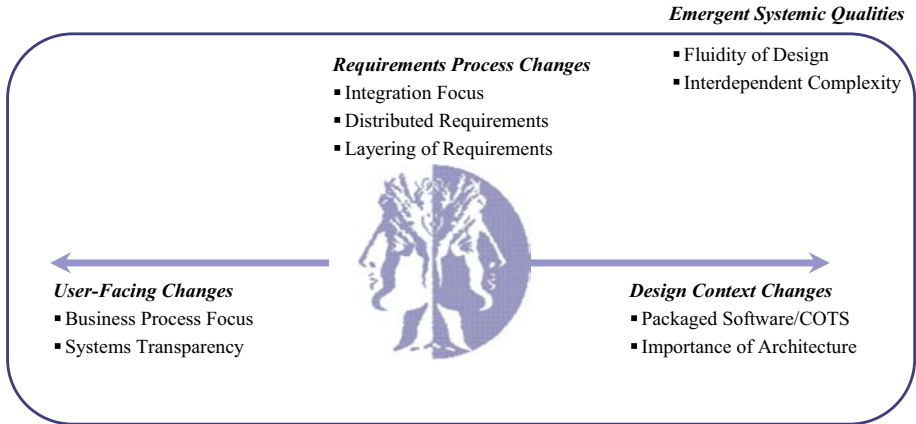 Emergent Systemic Qualities
▪ Fluidity of Design
▪ Interdependent Complexity
Requirements Process Changes
▪ Integration Focus
▪ Distributed Requirements
▪ Layering of Requirements
User-Facing Changes
▪ Business Process Focus
▪ Systems Transparency
Design Context Changes
▪ Packaged Software/COTS
▪ Importance of Architecture